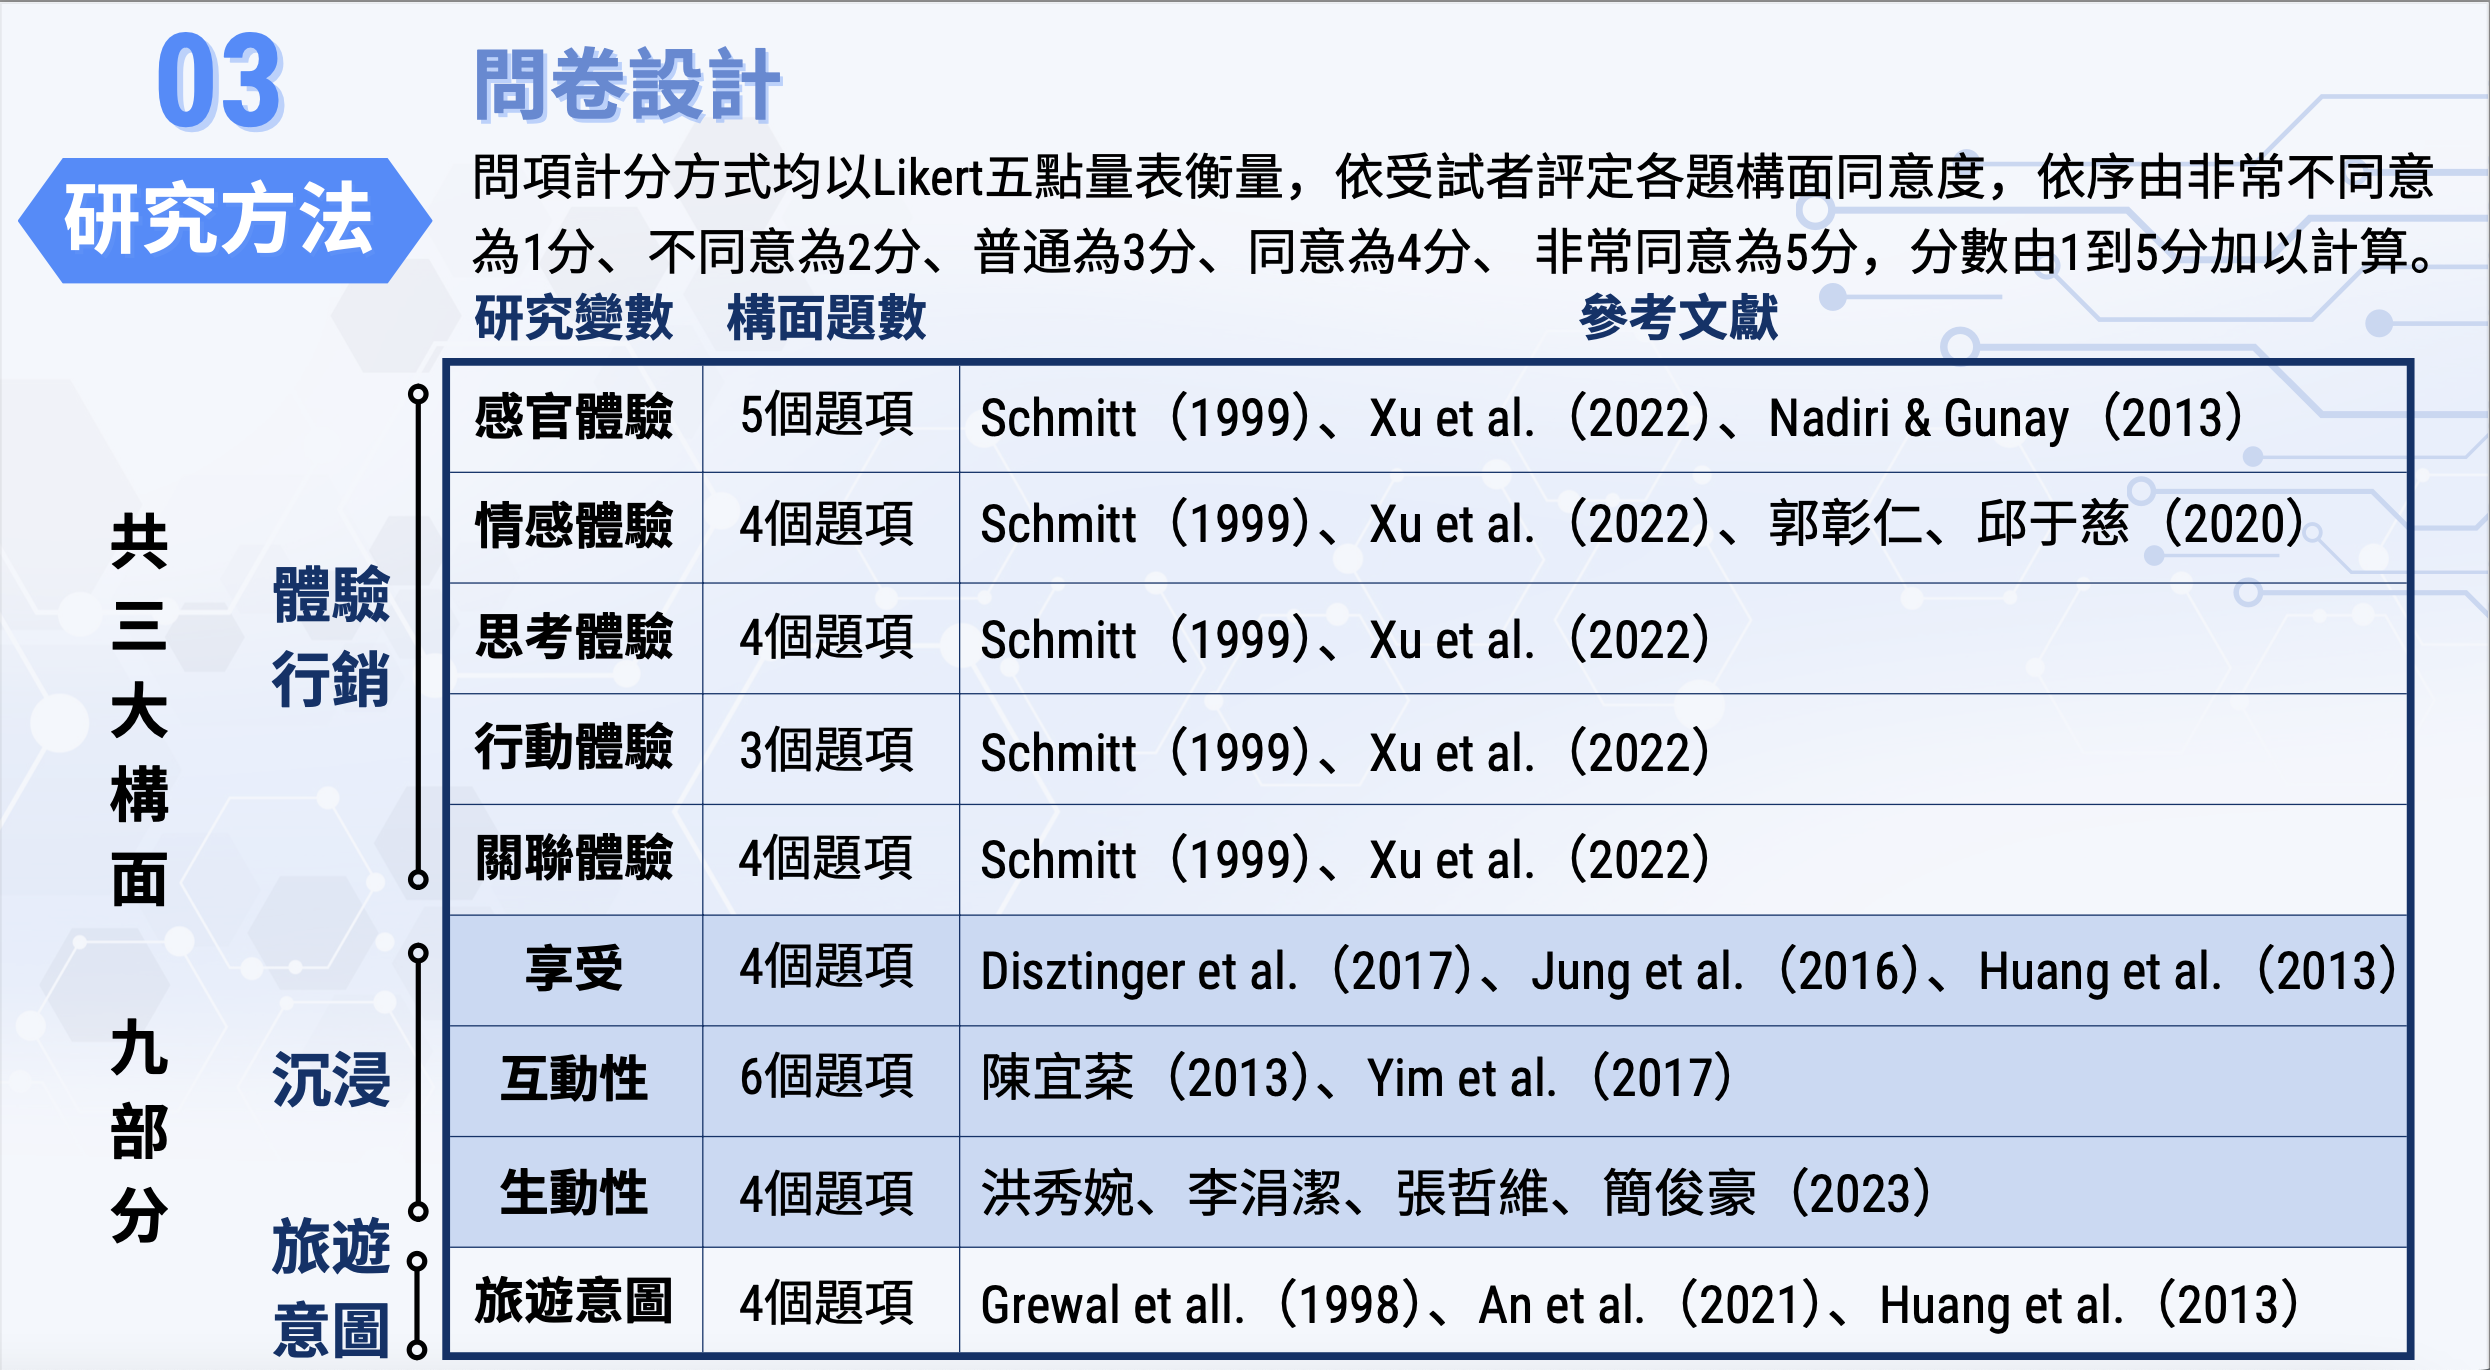 03
研究方法
問卷設計
問項計分方式均以Likert五點量表衡量，依受試者評定各題構面同意度，依序由非常不同意
為1分、不同意為2分、普通為3分、同意為4分、 非常同意為5分，分數由1到5分加以計算。
研究變數 構面題數 參考文獻
共三大構面 九部分
體驗
行銷
感官體驗 5個題項 Schmitt（1999）、Xu et al.（2022）、Nadiri & Gunay（2013）
情感體驗 4個題項 Schmitt（1999）、Xu et al.（2022）、郭彰仁、邱于慈（2020）
思考體驗 4個題項 Schmitt（1999）、Xu et al.（2022）
行動體驗 3個題項 Schmitt（1999）、Xu et al.（2022）
關聯體驗 4個題項 Schmitt（1999）、Xu et al.（2022）
沉浸
享受 4個題項 Disztinger et al.（2017）、Jung et al.（2016）、Huang et al.（2013）
互動性 6個題項 陳宜棻（2013）、Yim et al.（2017）
生動性 4個題項 洪秀婉、李涓潔、張哲維、簡俊豪（2023）
旅遊
意圖
旅遊意圖 4個題項 Grewal et all.（1998）、An et al.（2021）、Huang et al.（2013）